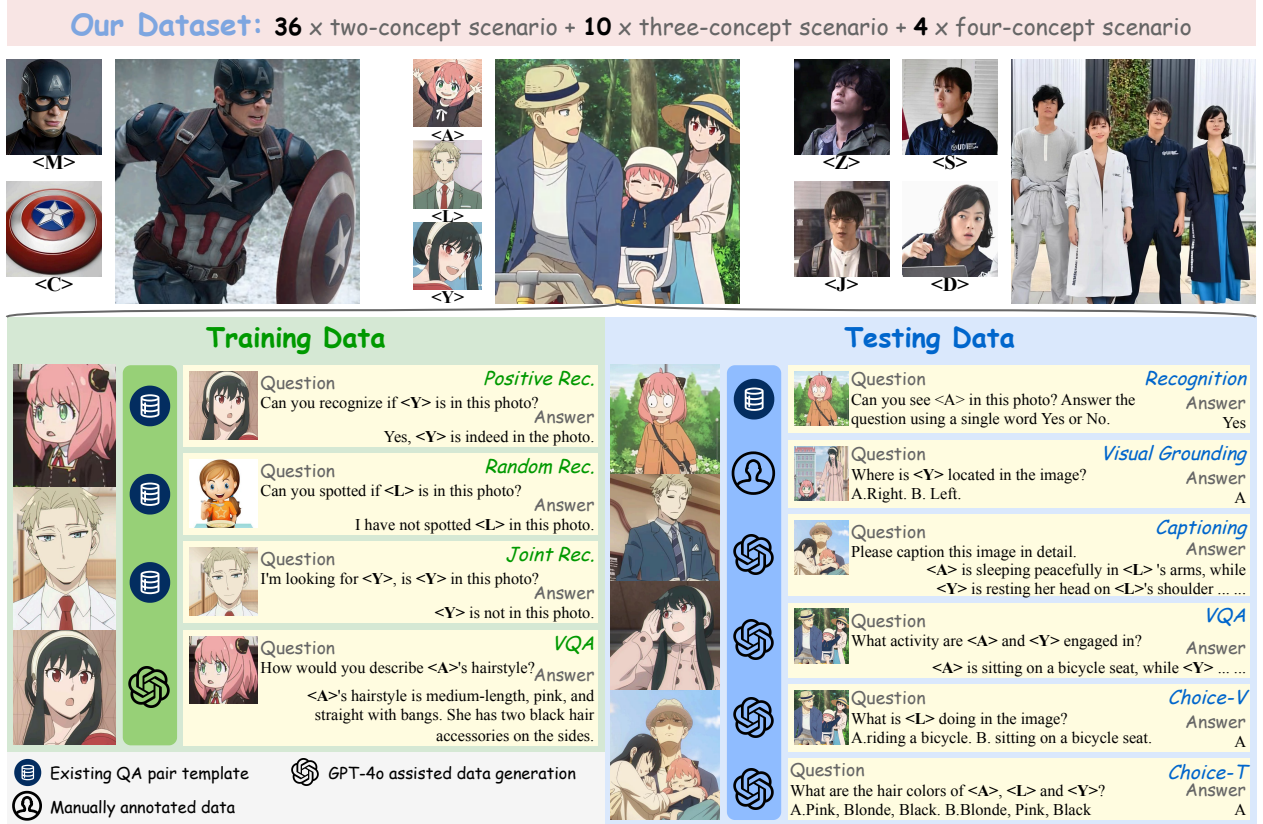 Our Dataset: 36 x two-concept scenario + 10 x three-concept scenario + 4 x four-concept scenario
<M>
<C>
<A>
<L>
<Y>
<Z>
<S>
<J>
<D>
Training Data
Question
Positive Rec.
Can you recognize if <Y> is in this photo?
Answer
Yes, <Y> is indeed in the photo.
Question
Random Rec.
Can you spotted if <L> is in this photo?
Answer
I have not spotted <L> in this photo.
Question
Joint Rec.
I'm looking for <Y>, is <Y> in this photo?
Answer
<Y> is not in this photo.
Question
VQA
How would you describe <A>'s hairstyle?
Answer
<A>'s hairstyle is medium-length, pink, and
straight with bangs. She has two black hair
accessories on the sides.
Existing QA pair template
GPT-4o assisted data generation
Manually annotated data
Testing Data
Question
Recognition
Can you see <A> in this photo? Answer the
question using a single word Yes or No.
Answer
Yes
Question
Visual Grounding
Where is <Y> located in the image?
A.Right. B. Left.
Answer
A
Question
Captioning
Please caption this image in detail.
Answer
<A> is sleeping peacefully in <L> 's arms, while
<Y> is resting her head on <L>'s shoulder ... ...
Question
VQA
What activity are <A> and <Y> engaged in?
Answer
<A> is sitting on a bicycle seat, while <Y> ... ...
Question
Choice-V
What is <L> doing in the image?
A.riding a bicycle. B. sitting on a bicycle seat.
Answer
A
Question
Choice-T
What are the hair colors of <A>, <L> and <Y>?
A.Pink, Blonde, Black. B.Blonde, Pink, Black
Answer
A